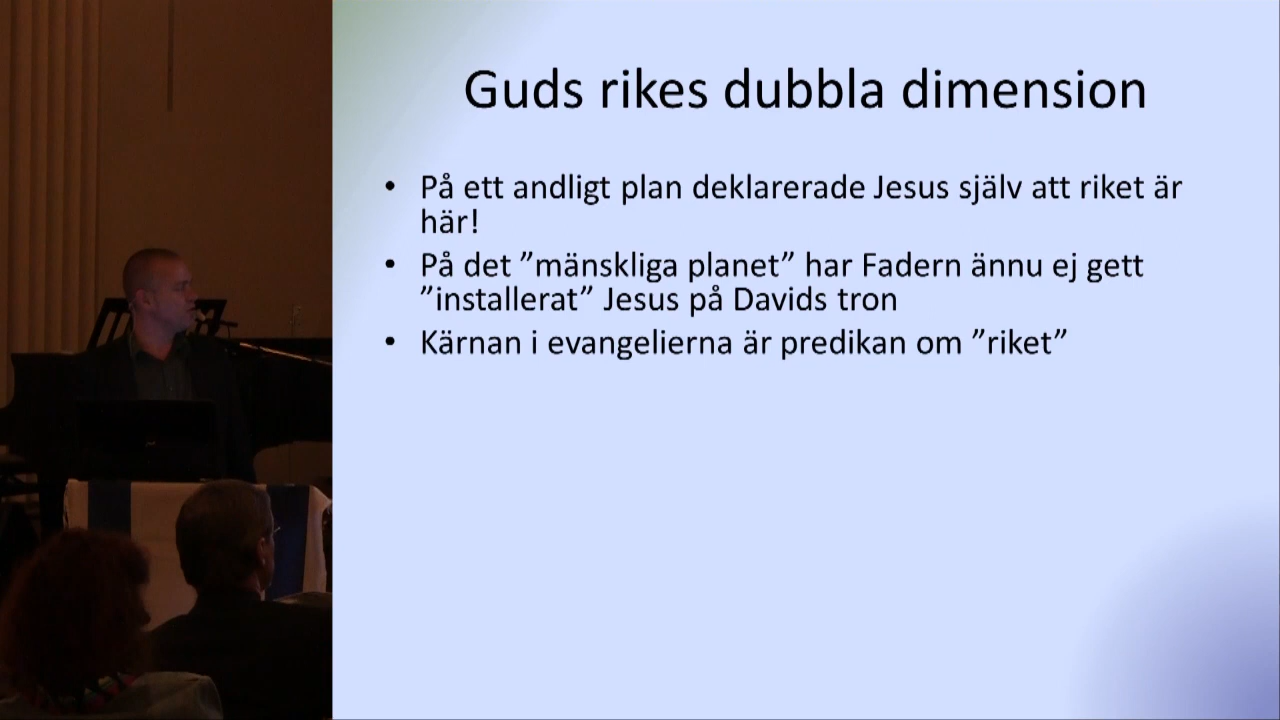 Guds rikes dubbla dimension
• På ett andligt plan deklarerade Jesus själv att riket är
här!
• På det ”mänskliga planet” har Fadern ännu ej gett
”installerat” Jesus på Davids tron
• Kärnan i evangelierna är predikan om ”riket”